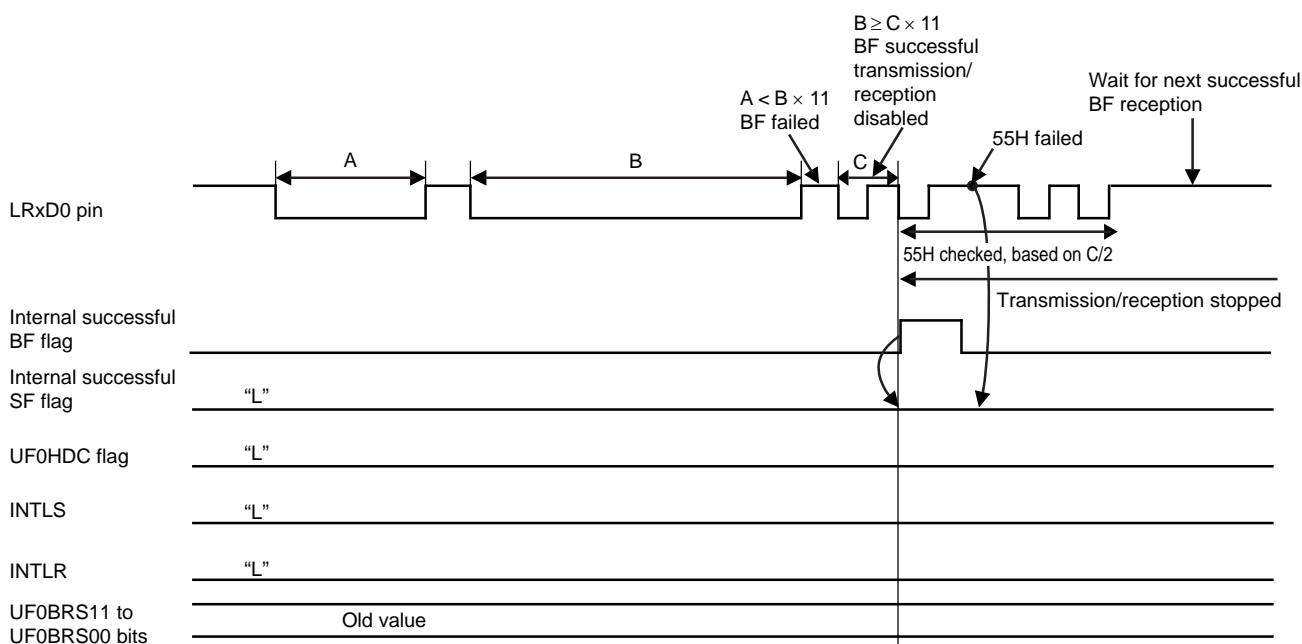 B ≥ C × 11
BF successful
transmission/
reception
disabled
A < B × 11
BF failed
Wait for next successful
BF reception
55H failed
A
B
C
LRxD0 pin
55H checked, based on C/2
Transmission/reception stopped
Internal successful
BF flag
Internal successful
SF flag
“L”
UF0HDC flag
“L”
INTLS
“L”
INTLR
“L”
UF0BRS11 to
UF0BRS00 bits
Old value